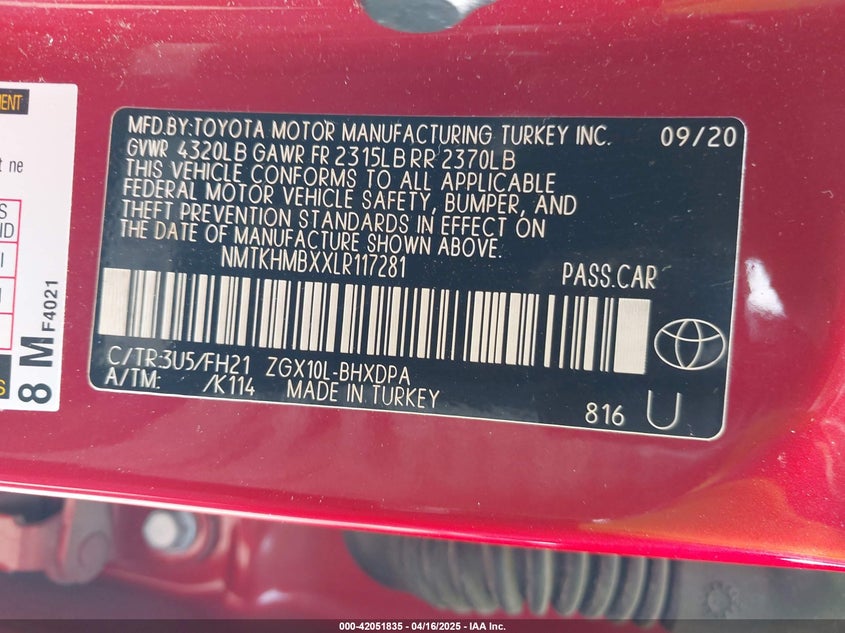 MENT
t ne
S
ND
I
I
S
8 M F4021
MFD.BY:TOYOTA MOTOR MANUFACTURING TURKEY INC. 09/20
GVWR 4320LB GAWR FR 2315LB RR 2370LB
THIS VEHICLE CONFORMS TO ALL APPLICABLE
FEDERAL MOTOR VEHICLE SAFETY, BUMPER, AND
THEFT PREVENTION STANDARDS IN EFFECT ON
THE DATE OF MANUFACTURE SHOWN ABOVE.
NMTKHMBXXLR117281 PASS.CAR
C/TR:3U5/FH21 ZGX10L-BHXDPA
A/TM: /K114 MADE IN TURKEY
816 U
000-42051835 - 04/16/2025 - IAA Inc.